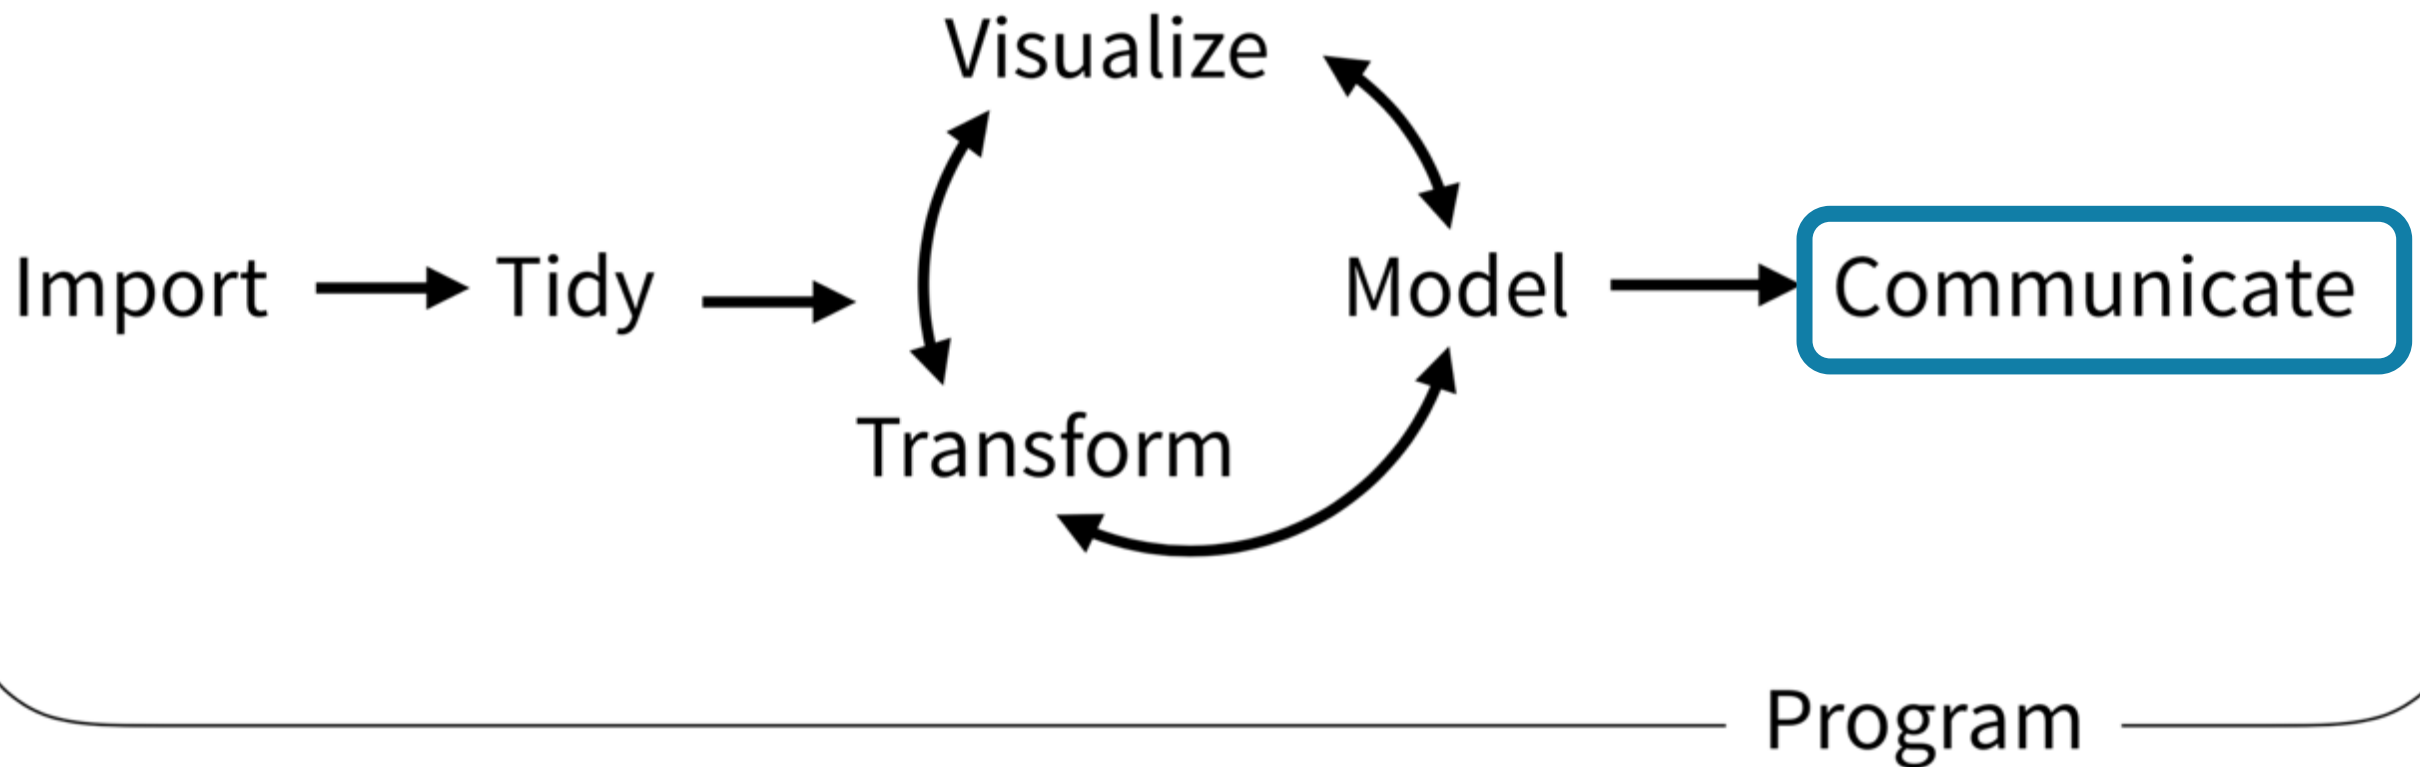 Visualize
Import
Tidy
Model
Communicate
Transform
Program